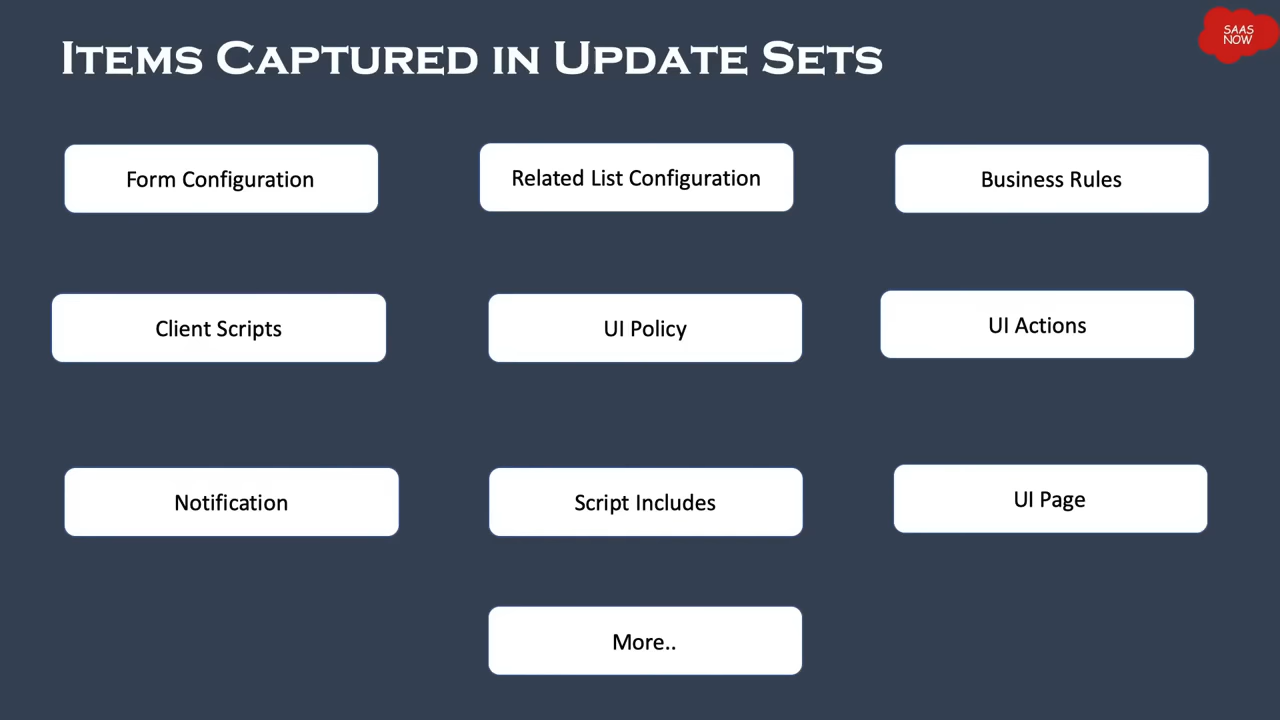 ITEMS CAPTURED IN UPDATE SETS
SAAS
NOW
Form Configuration
Related List Configuration
Business Rules
Client Scripts
UI Policy
UI Actions
Notification
Script Includes
UI Page
More..